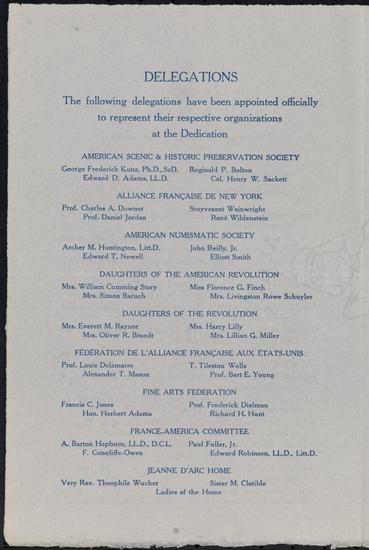 DELEGATIONS
The following delegations have been appointed officially
to represent their respective organizations
at the Dedication
AMERICAN SCENIC & HISTORIC PRESERVATION SOCIETY
George Frederick Kunz, Ph.D., ScD. Reginald P. Bolton
Edward D. Adams, LL.D. Col. Henry W. Sackett
ALLIANCE FRANÇAISE DE NEW YORK
Prof. Charles A. Downer Stuyvesant Wainwright
Prof. Daniel Jordan René Wildenstein
AMERICAN NUMISMATIC SOCIETY
Archer M. Huntington, Litt.D. John Reilly, Jr.
Edward T. Newell Elliott Smith
DAUGHTERS OF THE AMERICAN REVOLUTION
Mrs. William Cumming Story Miss Florence G. Finch
Mrs. Simon Baruch Mrs. Livingston Rowe Schuyler
DAUGHTERS OF THE REVOLUTION
Mrs. Everett M. Raynor Mrs. Harry Lilly
Mrs. Oliver R. Brandt Mrs. Lillian G. Miller
FÉDÉRATION DE L'ALLIANCE FRANÇAISE AUX ÉTATS-UNIS
Prof. Louis Delamarre T. Tileston Wells
Alexander T. Mason Prof. Bert E. Young
FINE ARTS FEDERATION
Francis C. Jones Prof. Frederick Dielman
Hon. Herbert Adams Richard H. Hunt
FRANCE-AMERICA COMMITTEE
A. Barton Hepburn, LL.D., D.C.L. Paul Fuller, Jr.
F. Cunnliffe-Owen Edward Robinson, LL.D., Litt.D.
JEANNE D'ARC HOME
Very Rev. Theophile Wucher Sister M. Clotilde
Ladies of the Home